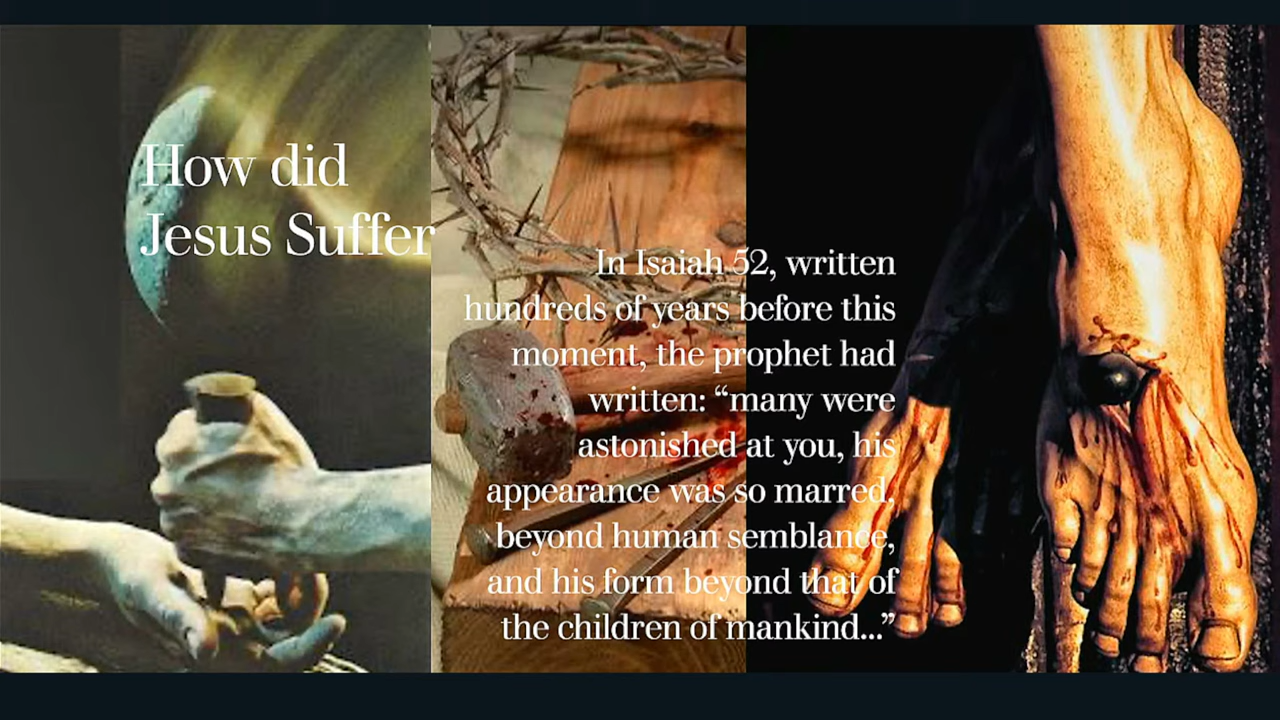 How did
Jesus Suffer
In Isaiah 52, written
hundreds of years before this
moment, the prophet had
written: “many were
astonished at you, his
appearance was so marred,
beyond human semblance,
and his form beyond that of
the children of mankind...”